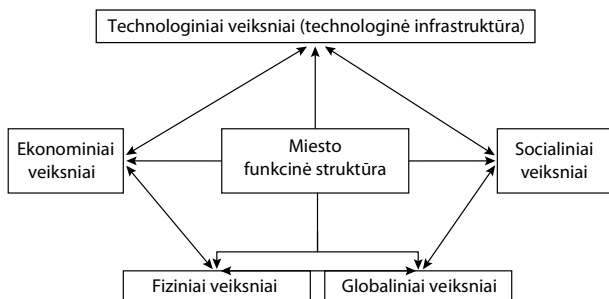 Technologiniai veiksniai (technologinė infrastruktūra)
Ekonominiai
veiksniai
Miesto
funkcinė struktūra
Socialiniai
veiksniai
Fiziniai veiksniai
Globaliniai veiksniai